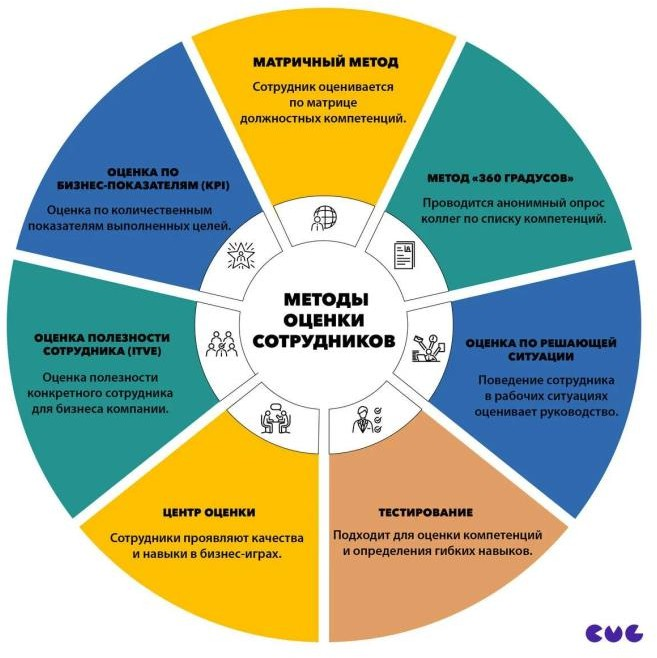 МАТРИЧНЫЙ МЕТОД
Сотрудник оценивается
по матрице
должностных компетенций.
МЕТОД «360 ГРАДУСОВ»
Проводится анонимный опрос
коллег по списку компетенций.
ОЦЕНКА ПО РЕШАЮЩЕЙ
СИТУАЦИИ
Поведение сотрудника
в рабочих ситуациях
оценивает руководство.
ТЕСТИРОВАНИЕ
Подходит для оценки компетенций
и определения гибких навыков.
ЦЕНТР ОЦЕНКИ
Сотрудники проявляют качества
и навыки в бизнес-играх.
ОЦЕНКА ПОЛЕЗНОСТИ
СОТРУДНИКА (ITVE)
Оценка полезности
конкретного сотрудника
для бизнеса компании.
ОЦЕНКА ПО
БИЗНЕС-ПОКАЗАТЕЛЯМ (KPI)
Оценка по количественным
показателям выполненных целей.
МЕТОДЫ
ОЦЕНКИ
СОТРУДНИКОВ